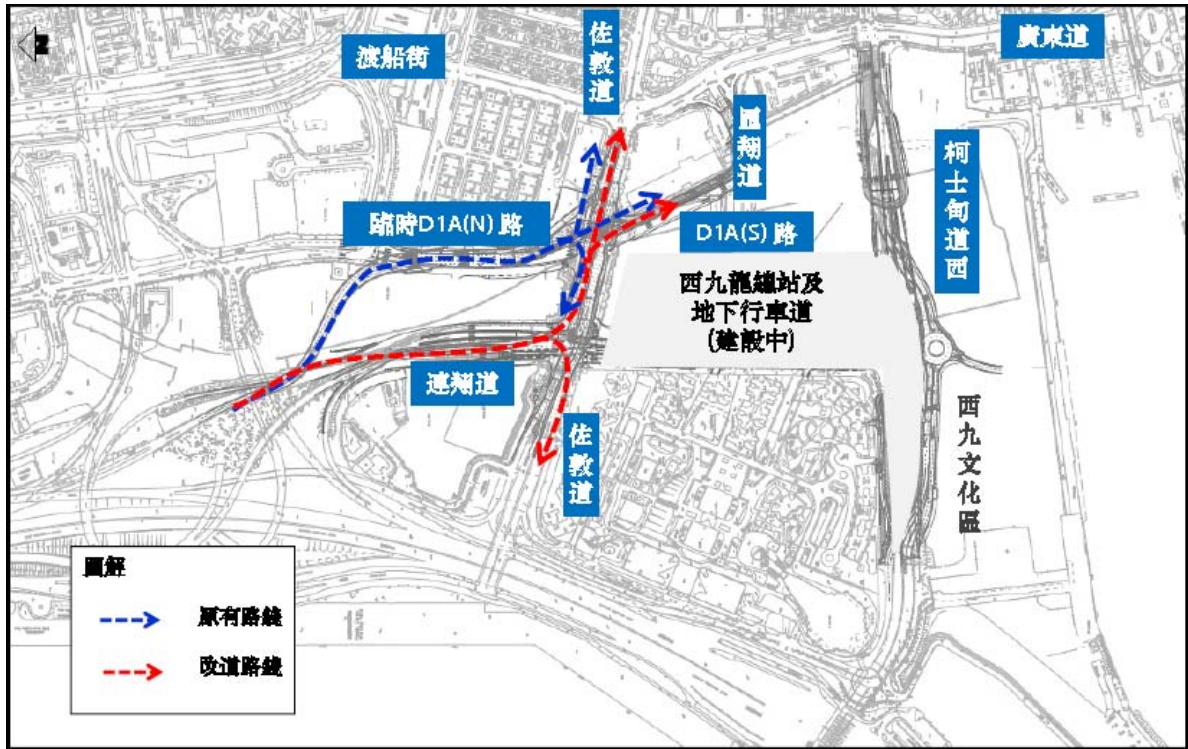 佐敦道
廣東道
渡船街
匯翔道
柯士甸道西
臨時D1A(N) 路
D1A(S) 路
西九龍總站及
地下行車道
(建設中)
連翔道
佐敦道
西九文化區
圖解
原有路線
改道路線